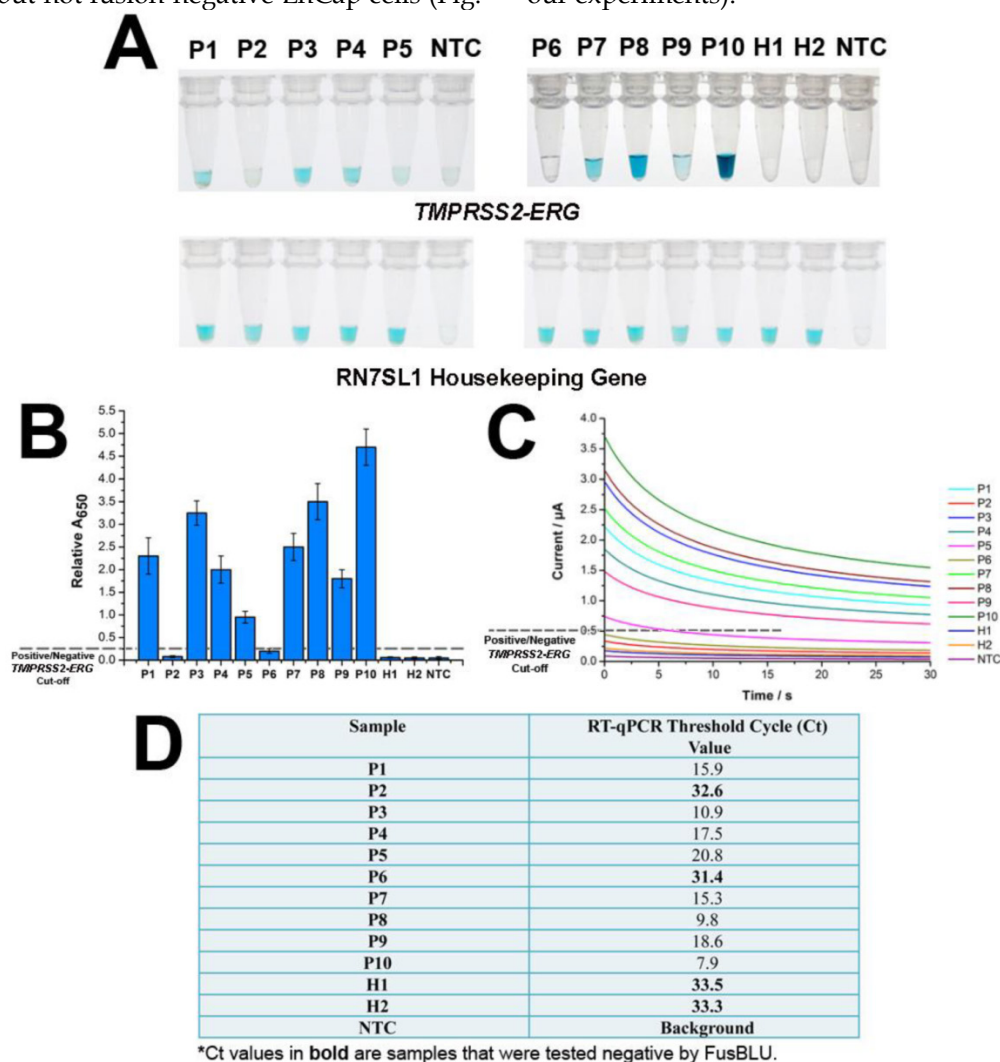 but not fusion-negative LnCap cells (Fig.
our experiments).
A
P1 P2 P3 P4 P5 NTC
P6 P7 P8 P9 P10 H1 H2 NTC
TMPRSS2-ERG
RN7SL1 Housekeeping Gene
B
5.5
5.0
4.5
4.0
3.5
3.0
2.5
2.0
1.5
1.0
0.5
0.0
Relative A650
Positive/Negative
TMPRSS2-ERG
Cut-off
P1 P2 P3 P4 P5 P6 P7 P8 P9 P10 H1 H2 NTC
C
4.0
3.5
3.0
2.5
2.0
1.5
1.0
0.5
0.0
Current / µA
Positive/Negative
TMPRSS2-ERG
Cut-off
0 5 10 15 20 25 30
Time / s
P1
P2
P3
P4
P5
P6
P7
P8
P9
P10
H1
H2
NTC
D
Sample RT-qPCR Threshold Cycle (Ct)
Value
P1 15.9
P2 32.6
P3 10.9
P4 17.5
P5 20.8
P6 31.4
P7 15.3
P8 9.8
P9 18.6
P10 7.9
H1 33.5
H2 33.3
NTC Background
*Ct values in bold are samples that were tested negative by FusBLU.